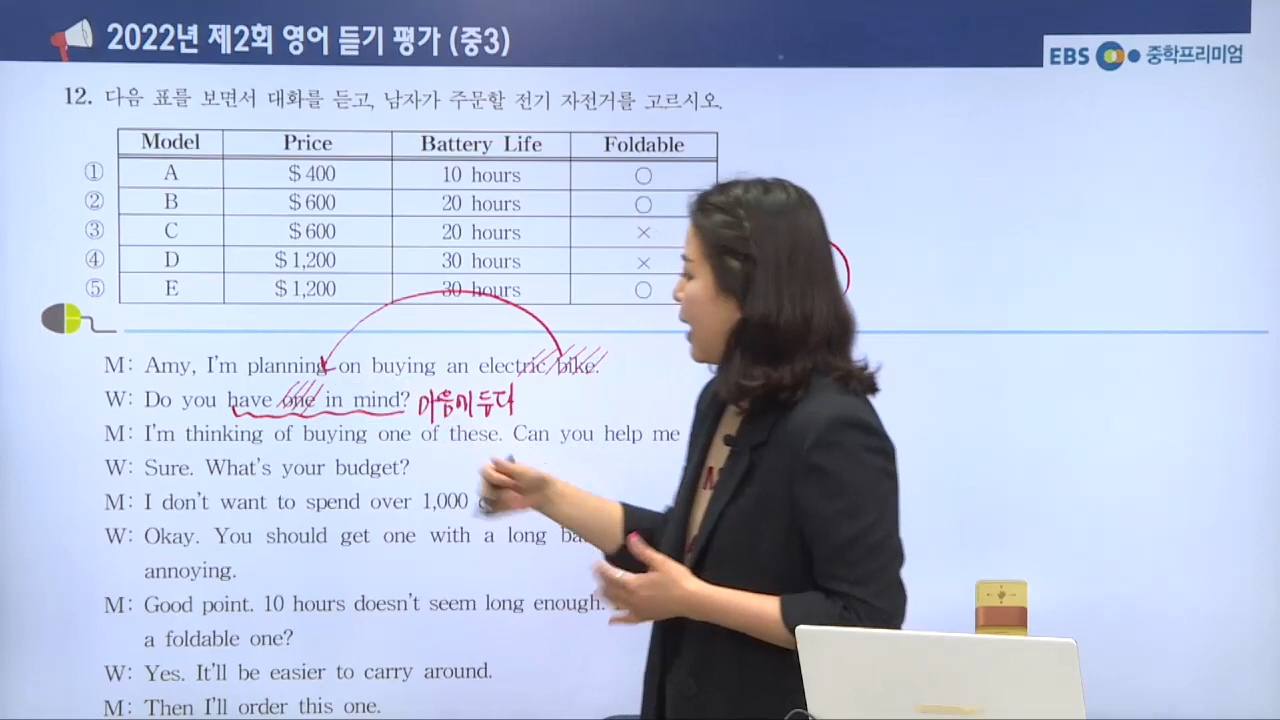 2022년 제2회 영어 듣기 평가 (중3)
EBS 중학프리미엄
12. 다음 표를 보면서 대화를 듣고, 남자가 주문할 전기 자전거를 고르시오.
Model Price Battery Life Foldable
① A $400 10 hours ○
② B $600 20 hours ○
③ C $600 20 hours ×
④ D $1,200 30 hours ×
⑤ E $1,200 30 hours ○
M: Amy, I'm planning on buying an electric bike.
W: Do you have one in mind? 마음에 두다
M: I'm thinking of buying one of these. Can you help me
W: Sure. What's your budget?
M: I don't want to spend over 1,000
W: Okay. You should get one with a long
annoying.
M: Good point. 10 hours doesn't seem long enough.
a foldable one?
W: Yes. It'll be easier to carry around.
M: Then I'll order this one.